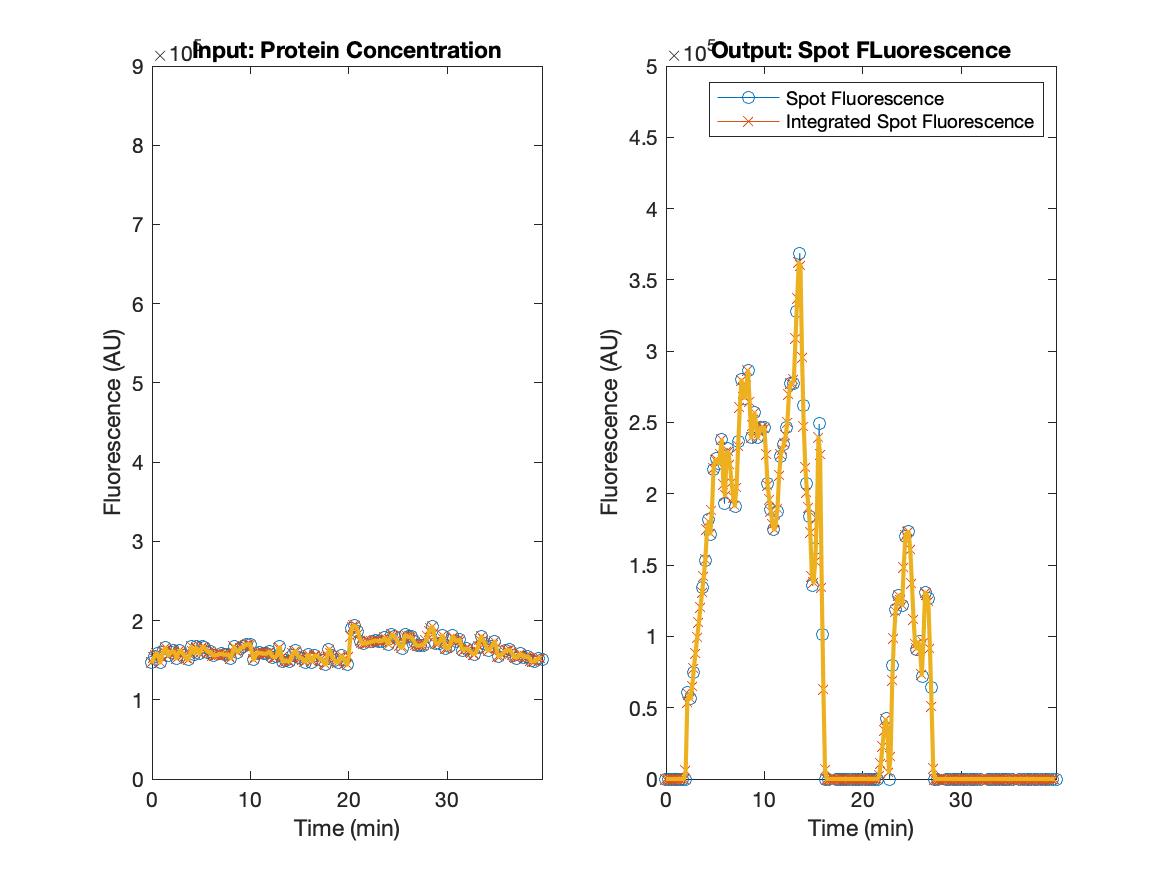 ×10⁵
Input: Protein Concentration
9
8
7
6
5
4
3
2
1
0
Fluorescence (AU)
0 10 20 30
Time (min)
×10⁵
Output: Spot FLuorescence
Spot Fluorescence
Integrated Spot Fluorescence
5
4.5
4
3.5
3
2.5
2
1.5
1
0.5
0
Fluorescence (AU)
0 10 20 30
Time (min)